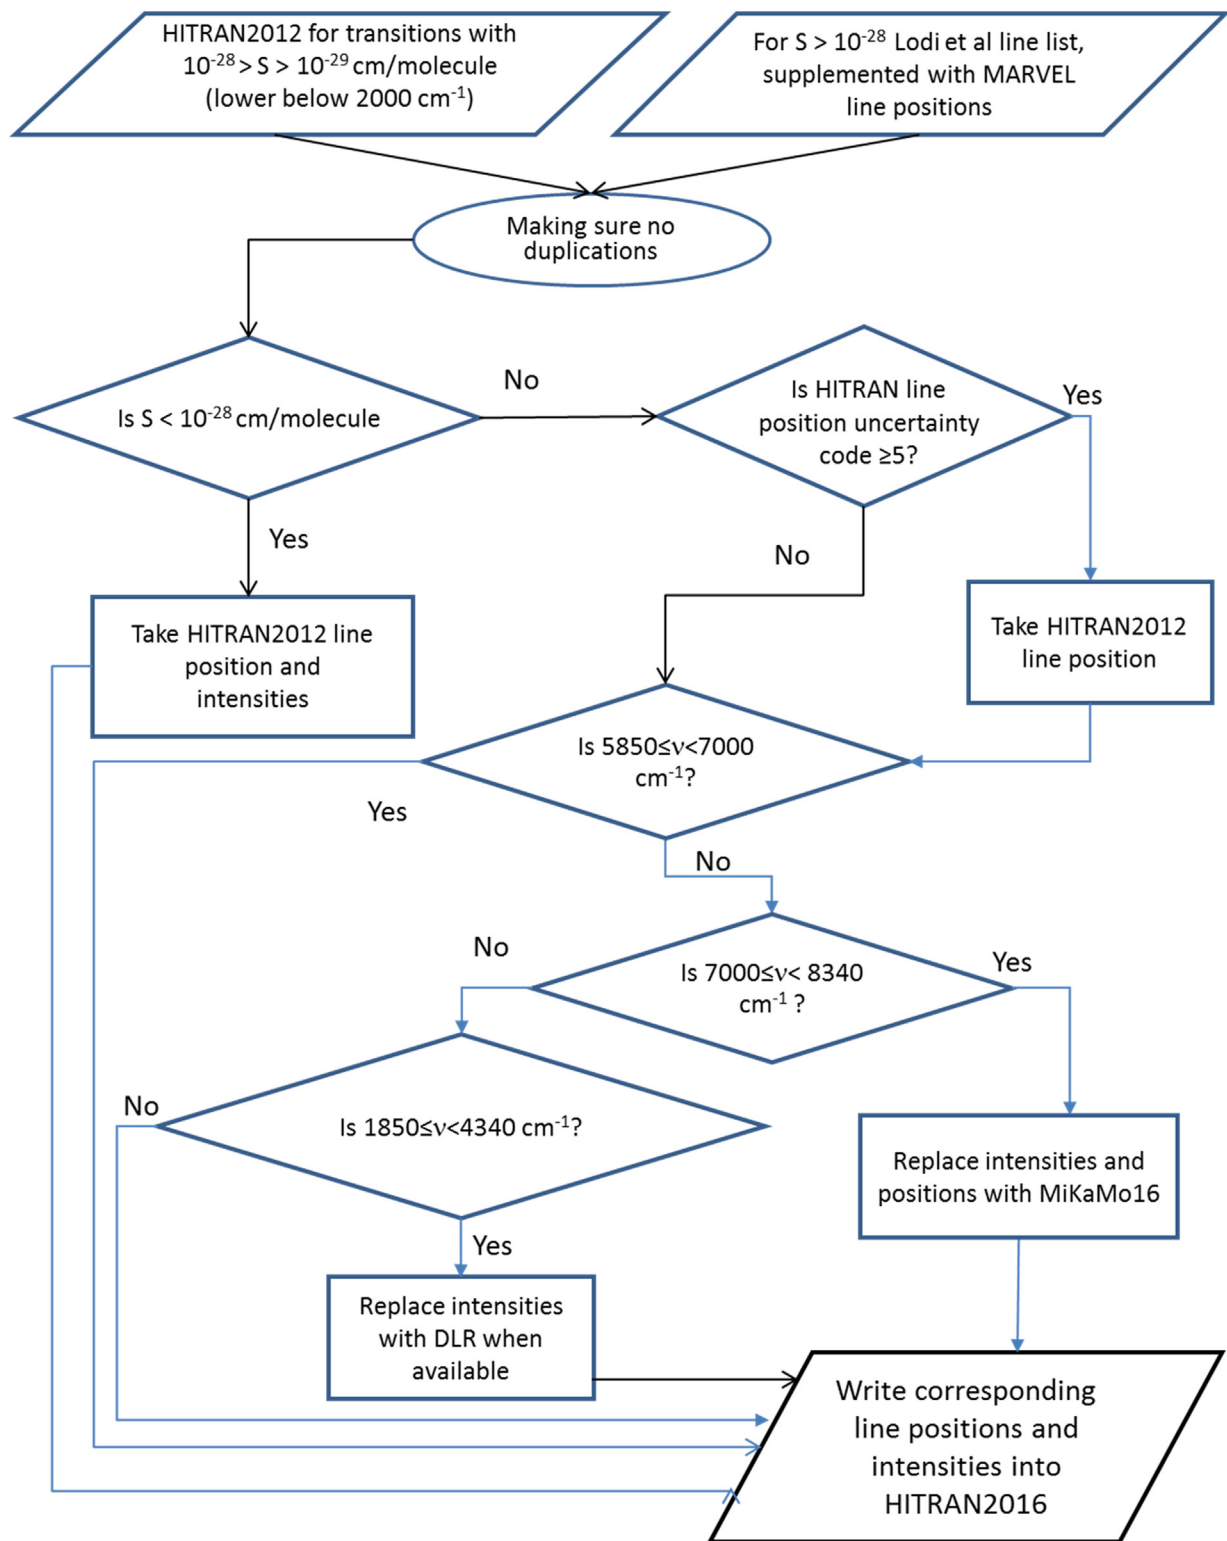 HITRAN2012 for transitions with
10⁻²⁸ > S > 10⁻²⁹ cm/molecule
(lower below 2000 cm⁻¹)
For S > 10⁻²⁸ Lodi et al line list,
supplemented with MARVEL
line positions
Making sure no
duplications
Is S < 10⁻²⁸ cm/molecule
No
Is HITRAN line
position uncertainty
code ≥5?
Yes
Yes
No
Take HITRAN2012 line
position and
intensities
Take HITRAN2012
line position
Is 5850≤ν<7000
cm⁻¹?
Yes
No
No
Is 7000≤ν< 8340
cm⁻¹ ?
Yes
No
Is 1850≤ν<4340 cm⁻¹?
Replace intensities and
positions with MiKaMo16
Yes
Replace intensities
with DLR when
available
Write corresponding
line positions and
intensities into
HITRAN2016